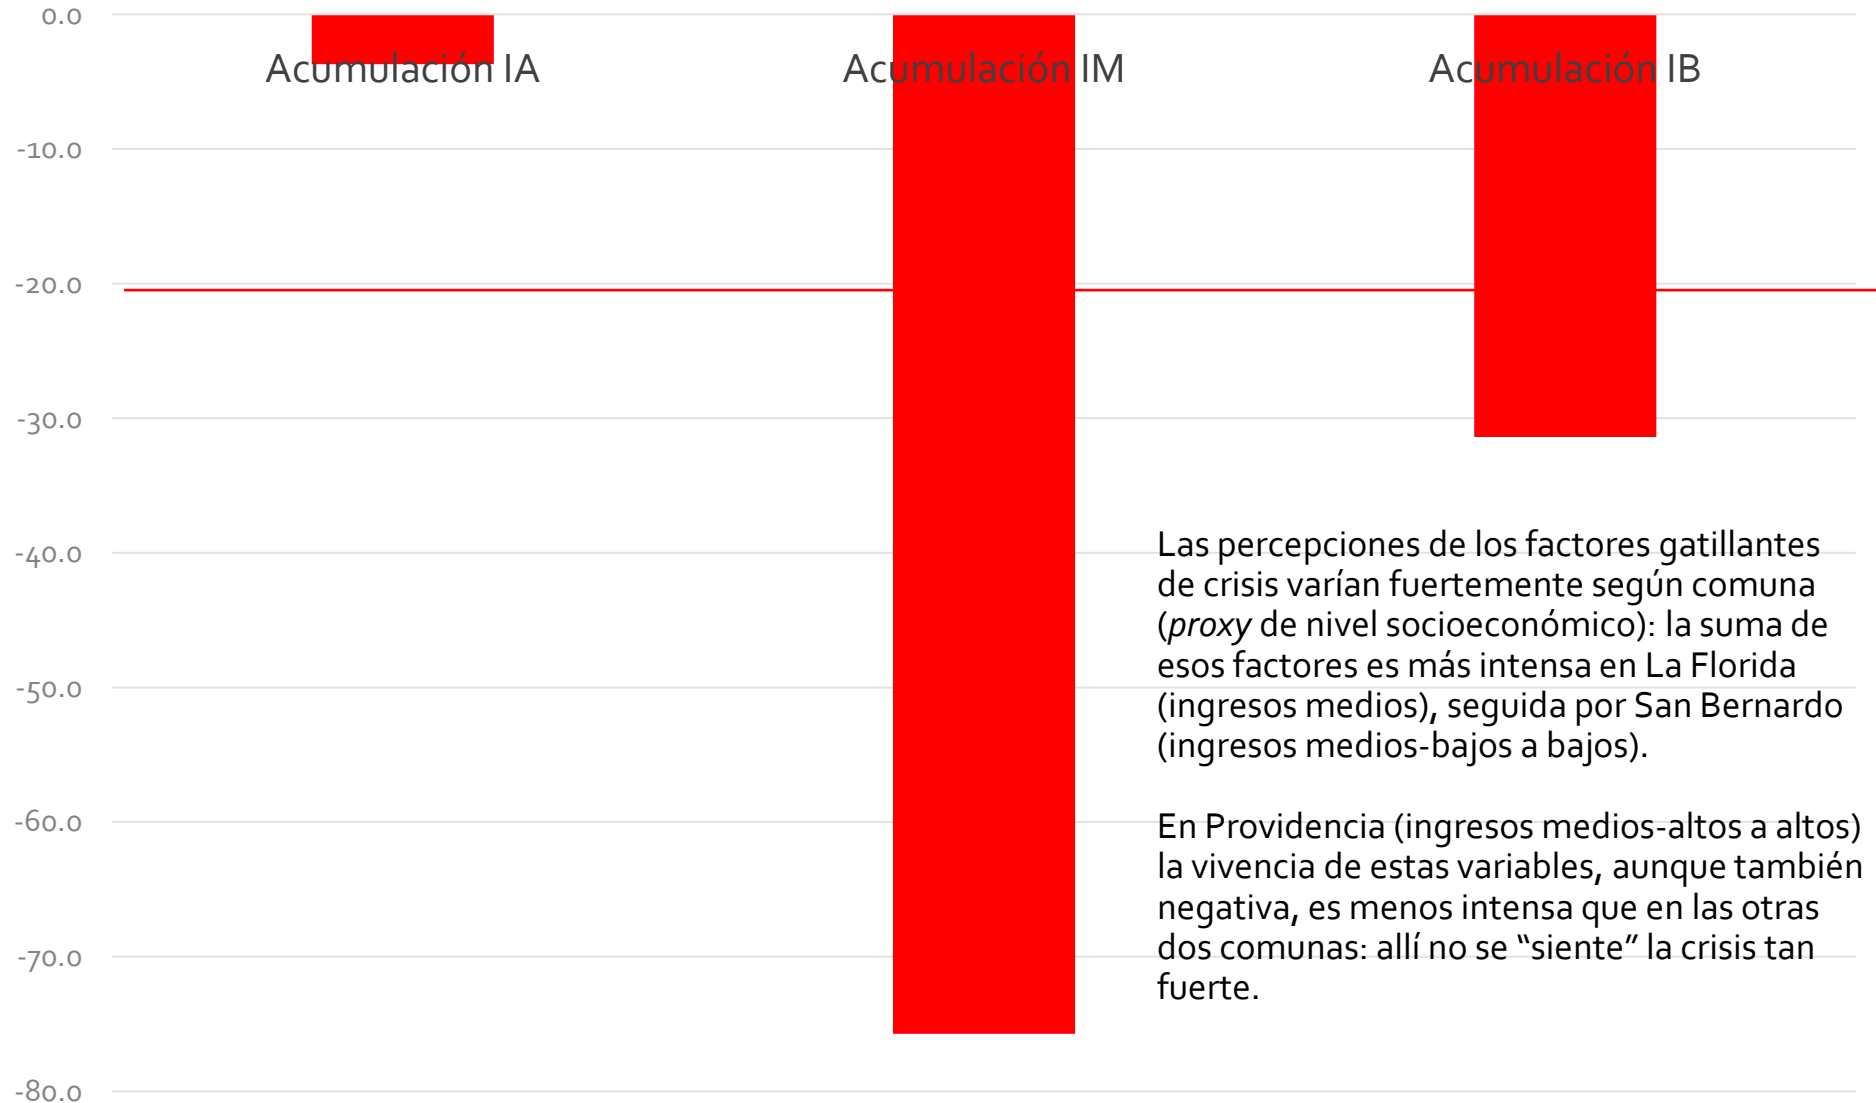 0.0
Acumulación IA
Acumulación IM
Acumulación IB
-10.0
-20.0
-30.0
-40.0
-50.0
-60.0
-70.0
-80.0
Las percepciones de los factores gatillantes
de crisis varían fuertemente según comuna
(proxy de nivel socioeconómico): la suma de
esos factores es más intensa en La Florida
(ingresos medios), seguida por San Bernardo
(ingresos medios-bajos a bajos).
En Providencia (ingresos medios-altos a altos)
la vivencia de estas variables, aunque también
negativa, es menos intensa que en las otras
dos comunas: allí no se “siente” la crisis tan
fuerte.